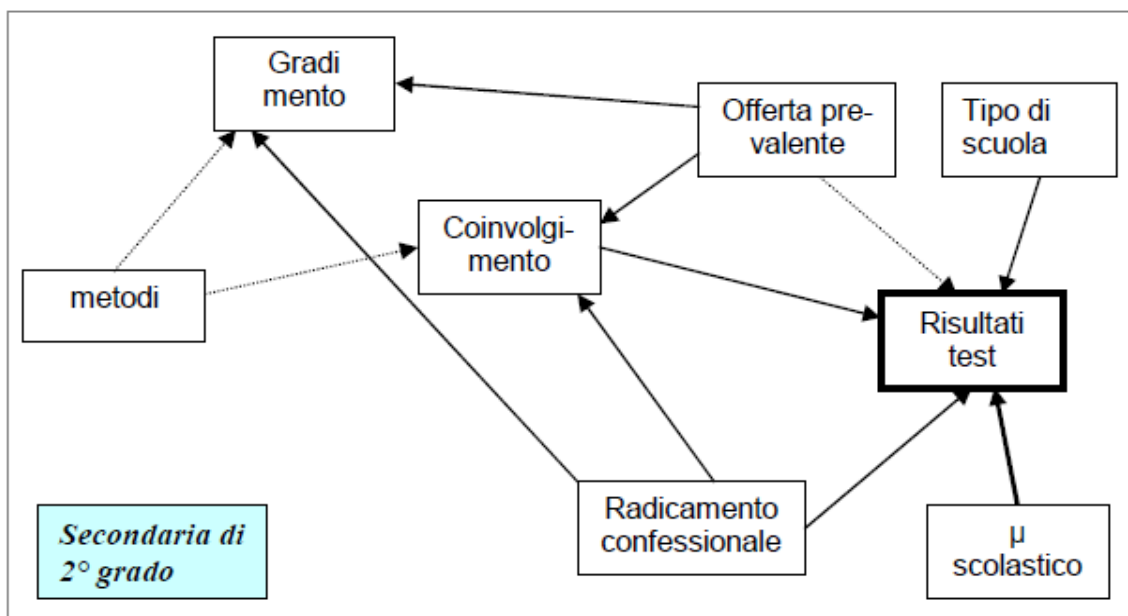 Gradi
mento
Offerta pre-
valente
Tipo di
scuola
Coinvolgi-
mento
metodi
Risultati
test
Radicamento
confessionale
µ
scolastico
Secondaria di
2° grado